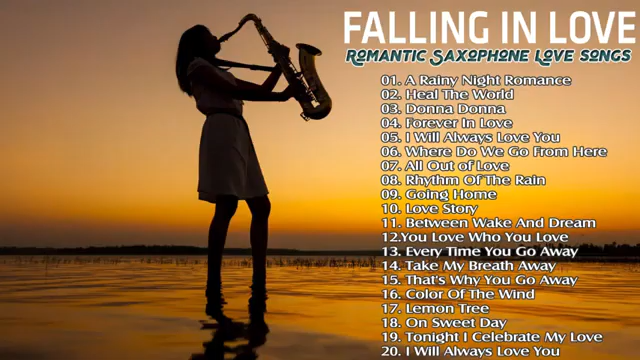 FALLING IN LOVE
ROMANTIC SAXOPHONE LOVE SONGS
01. A Rainy Night Romance
02. Heal The World
03. Donna Donna
04. Forever In Love
05. I Will Always Love You
06. Where Do We Go From Here
07. All Out of Love
08. Rhythm Of The Rain
09. Going Home
10. Love Story
11. Between Wake And Dream
12.You Love Who You Love
13. Every Time You Go Away
14. Take My Breath Away
15. That's Why You Go Away
16. Color Of The Wind
17. Lemon Tree
18. On Sweet Day
19. Tonight I Celebrate My Love
20. I Will Always Love You